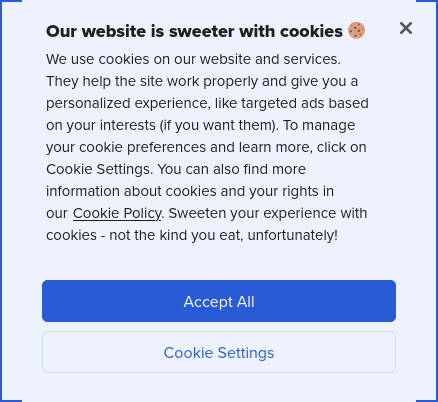 Our website is sweeter with cookies 🍪
We use cookies on our website and services.
They help the site work properly and give you a
personalized experience, like targeted ads based
on your interests (if you want them). To manage
your cookie preferences and learn more, click on
Cookie Settings. You can also find more
information about cookies and your rights in
our Cookie Policy. Sweeten your experience with
cookies - not the kind you eat, unfortunately!
Accept All
Cookie Settings